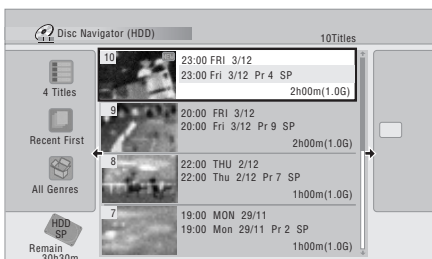 Disc Navigator (HDD)
10Titles
4 Titles
Recent First
All Genres
HDD
SP
Remain
30h30m
10
23:00 FRI 3/12
23:00 Fri 3/12 Pr 4 SP
2h00m(1.0G)
9
20:00 FRI 3/12
20:00 Fri 3/12 Pr 9 SP
2h00m(1.0G)
8
22:00 THU 2/12
22:00 Thu 2/12 Pr 7 SP
1h00m(1.0G)
7
19:00 MON 29/11
19:00 Mon 29/11 Pr 2 SP
1h00m(1.0G)